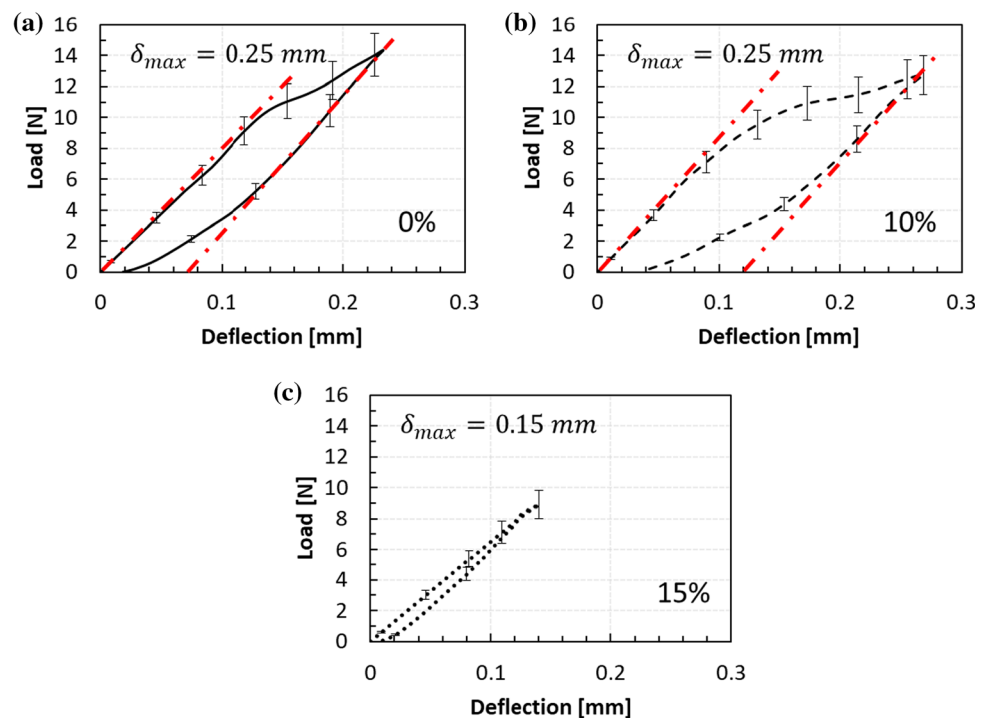 (a)
δmax = 0.25 mm
16
14
12
10
8
6
4
2
0
Load [N]
0%
0 0.1 0.2 0.3
Deflection [mm]
(b)
δmax = 0.25 mm
16
14
12
10
8
6
4
2
0
Load [N]
10%
0 0.1 0.2 0.3
Deflection [mm]
(c)
δmax = 0.15 mm
16
14
12
10
8
6
4
2
0
Load [N]
15%
0 0.1 0.2 0.3
Deflection [mm]